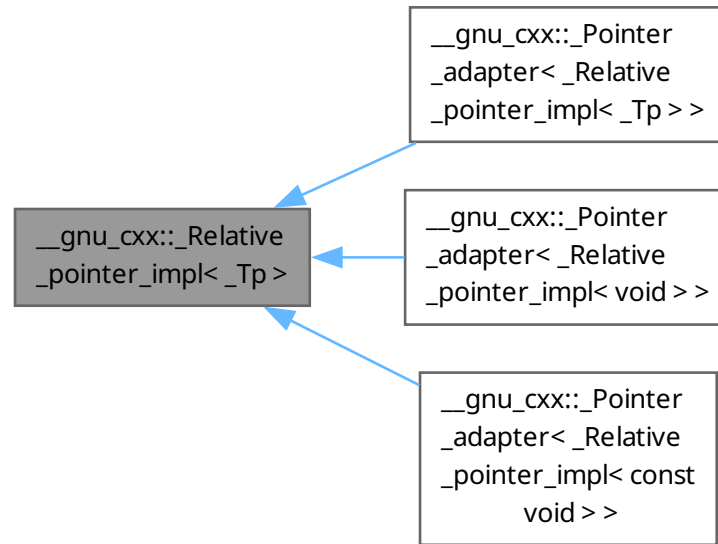 __gnu_cxx::_Pointer
_adapter< _Relative
_pointer_impl< _Tp > >
__gnu_cxx::_Relative
_pointer_impl< _Tp >
__gnu_cxx::_Pointer
_adapter< _Relative
_pointer_impl< void > >
__gnu_cxx::_Pointer
_adapter< _Relative
_pointer_impl< const
void > >